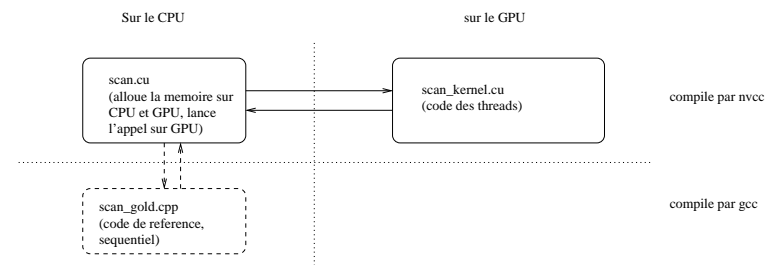 Sur le CPU
sur le GPU
scan.cu
(alloue la memoire sur
CPU et GPU, lance
l'appel sur GPU)
scan_kernel.cu
(code des threads)
compile par nvcc
scan_gold.cpp
(code de reference,
sequentiel)
compile par gcc